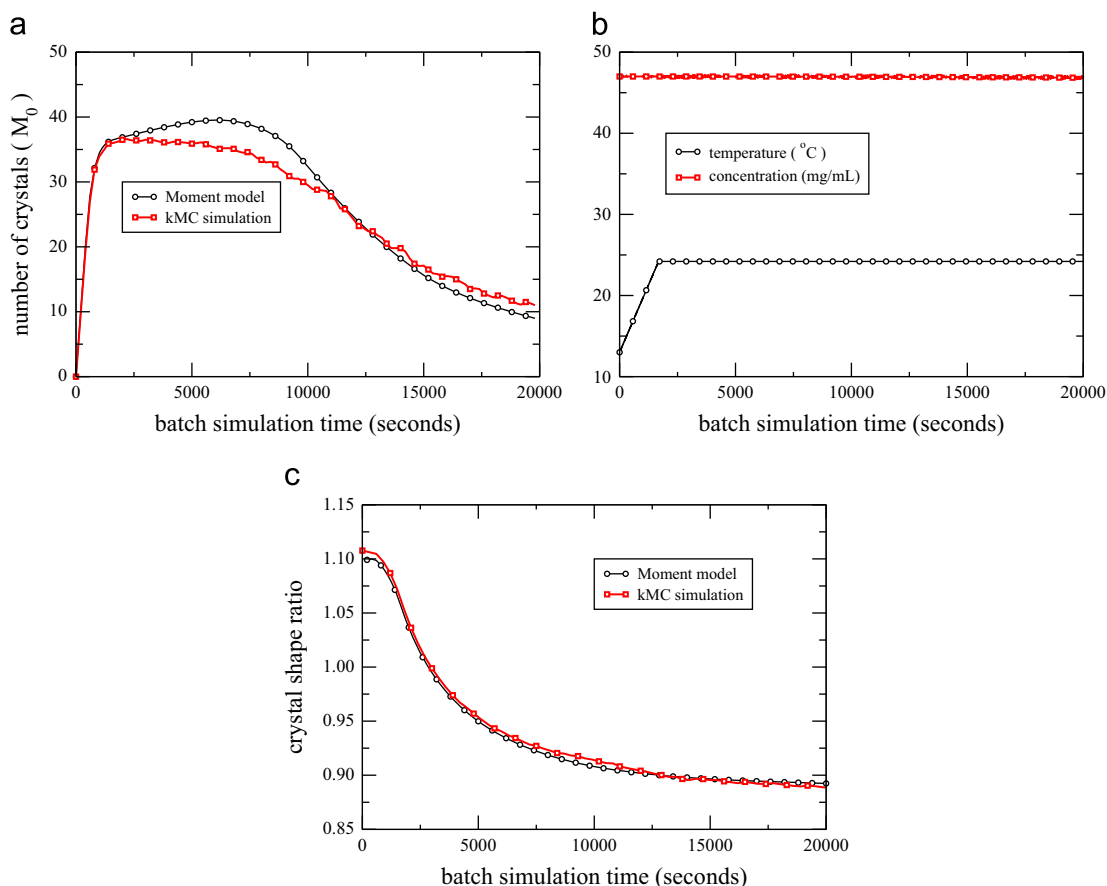 a
50
40
30
20
10
0
number of crystals ( M0 )
Moment model
kMC simulation
0
5000
10000
15000
20000
batch simulation time (seconds)
b
50
40
30
20
10
temperature ( °C )
concentration (mg/mL)
0
5000
10000
15000
20000
batch simulation time (seconds)
c
1.15
1.10
1.05
1.00
0.95
0.90
0.85
crystal shape ratio
Moment model
kMC simulation
0
5000
10000
15000
20000
batch simulation time (seconds)